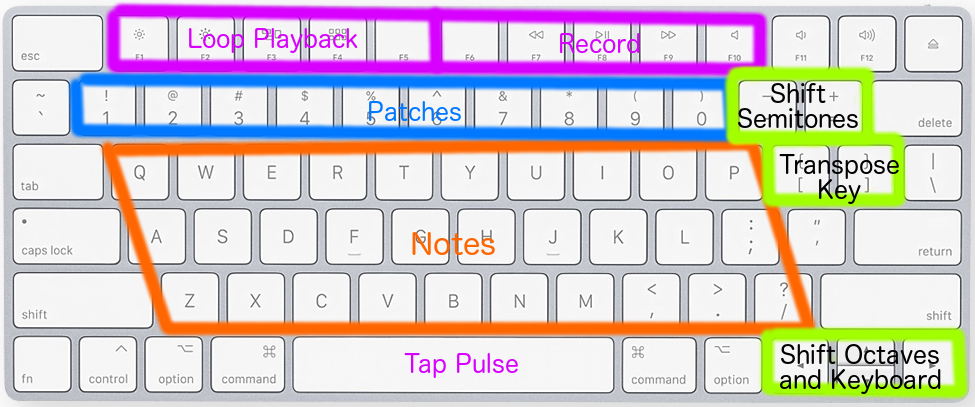 esc F1 F2 F3 F4 F5 F6 F7 F8 F9 F10 F11 F12
Loop Playback
Record
~ ! @ # $ % ^ & * ( ) +
` 1 2 3 4 5 6 7 8 9 0 delete
Patches
Shift
Semitones
tab Q W E R T Y U I O P [ ] | \
Transpose
Key
caps lock A S D F G H J K L : ; " ' return
Notes
shift Z X C V B N M < , > . ? / shift
fn control option command command option
Tap Pulse
Shift Octaves
and Keyboard